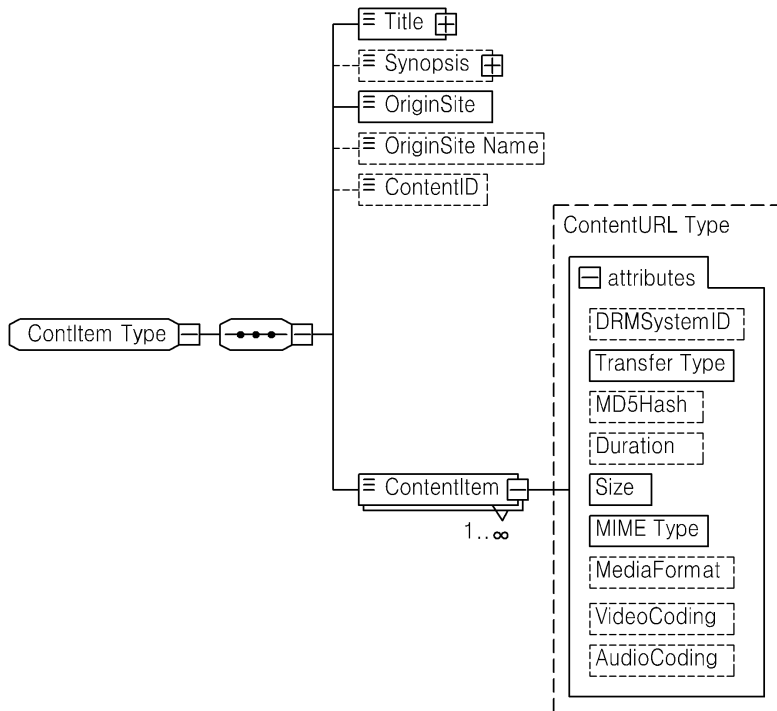 Title
Synopsis
OriginSite
OriginSite Name
ContentID
ContentURL Type
attributes
DRMSystemID
ContItem Type
Transfer Type
MD5Hash
Duration
Size
ContentItem
MIME Type
1..∞
MediaFormat
VideoCoding
AudioCoding